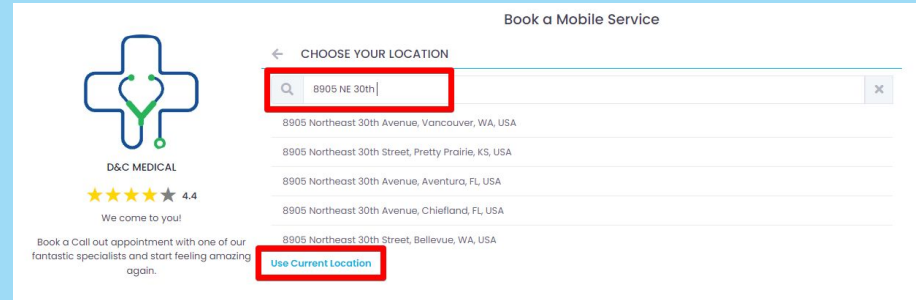 Book a Mobile Service
CHOOSE YOUR LOCATION
8905 NE 30th
8905 Northeast 30th Avenue, Vancouver, WA, USA
8905 Northeast 30th Street, Pretty Prairie, KS, USA
8905 Northeast 30th Avenue, Aventura, FL, USA
8905 Northeast 30th Avenue, Chiefland, FL, USA
8905 Northeast 30th Street, Bellevue, WA, USA
Use Current Location
D&C MEDICAL
4.4
We come to you!
Book a Call out appointment with one of our
fantastic specialists and start feeling amazing
again.